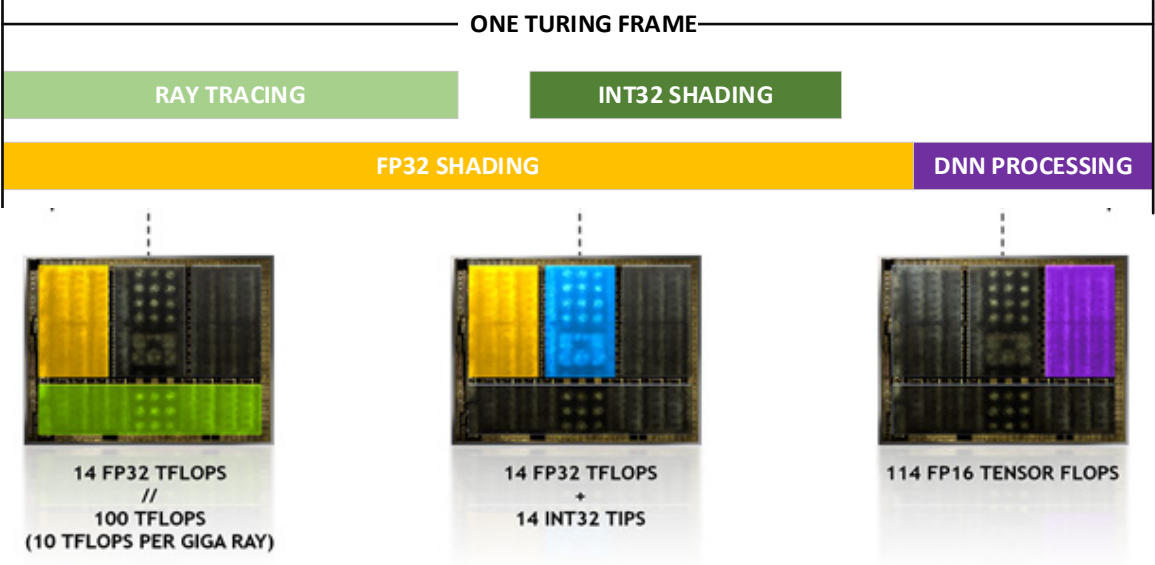 ONE TURING FRAME
RAY TRACING
INT32 SHADING
FP32 SHADING
DNN PROCESSING
14 FP32 TFLOPS
//
100 TFLOPS
(10 TFLOPS PER GIGA RAY)
14 FP32 TFLOPS
+
14 INT32 TIPS
114 FP16 TENSOR FLOPS